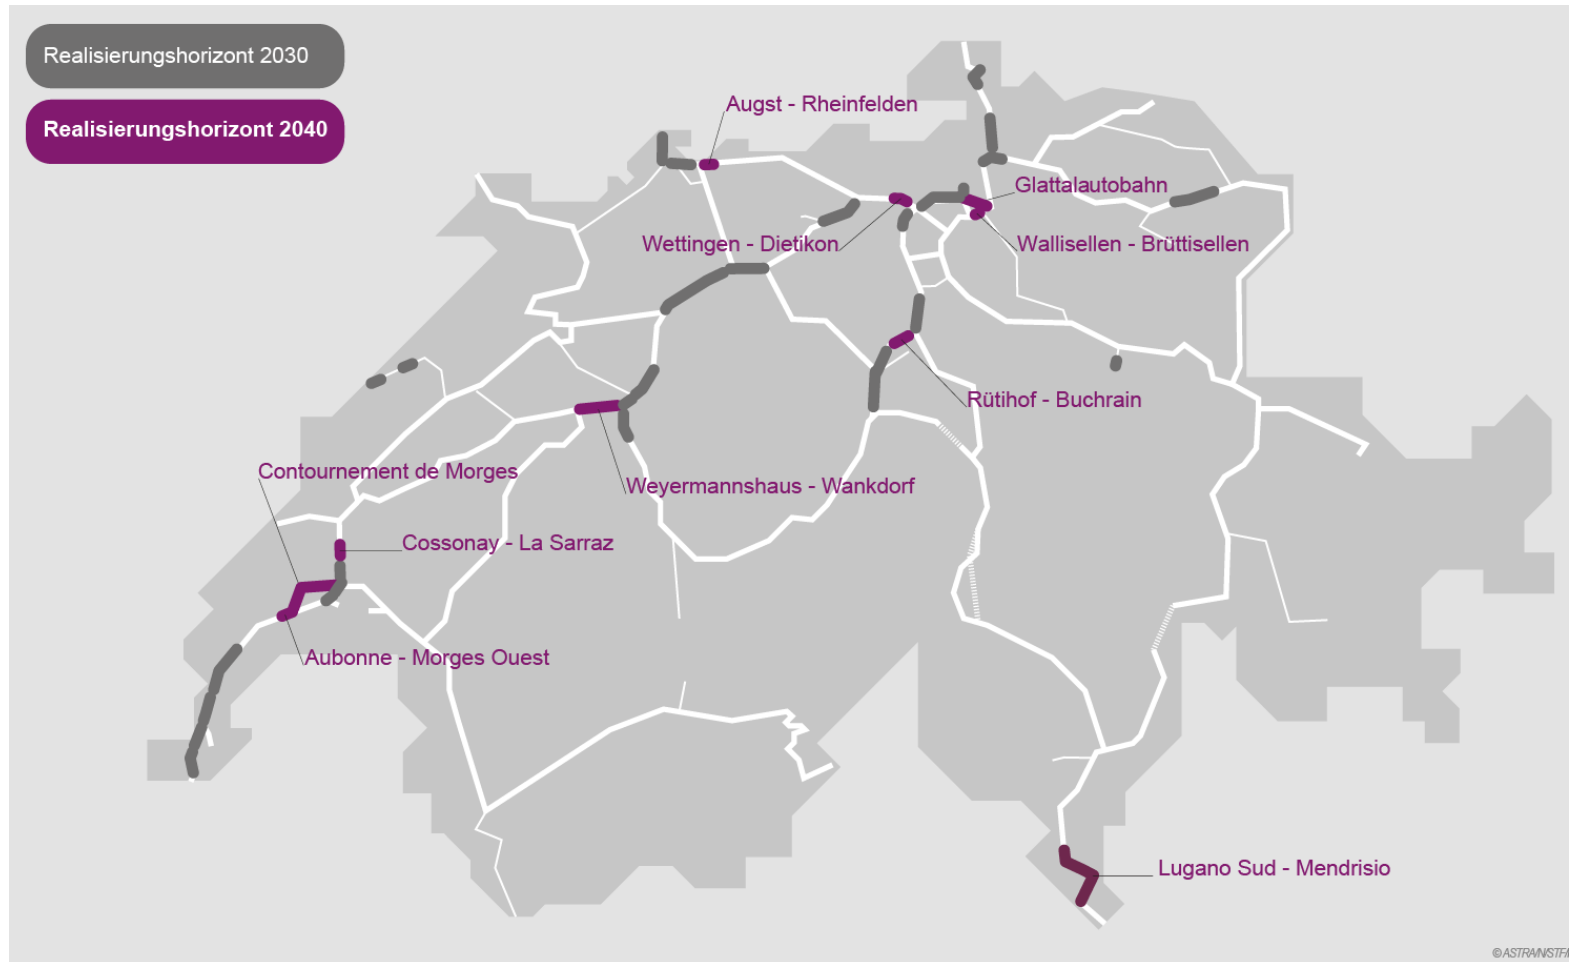 Realisierungshorizont 2030
Realisierungshorizont 2040
Augst - Rheinfelden
Glattalautobahn
Wettingen - Dietikon
Wallisellen - Brüttisellen
Rütihof - Buchrain
Contournement de Morges
Weyermannshaus - Wankdorf
Cossonay - La Sarraz
Aubonne - Morges Ouest
Lugano Sud - Mendrisio